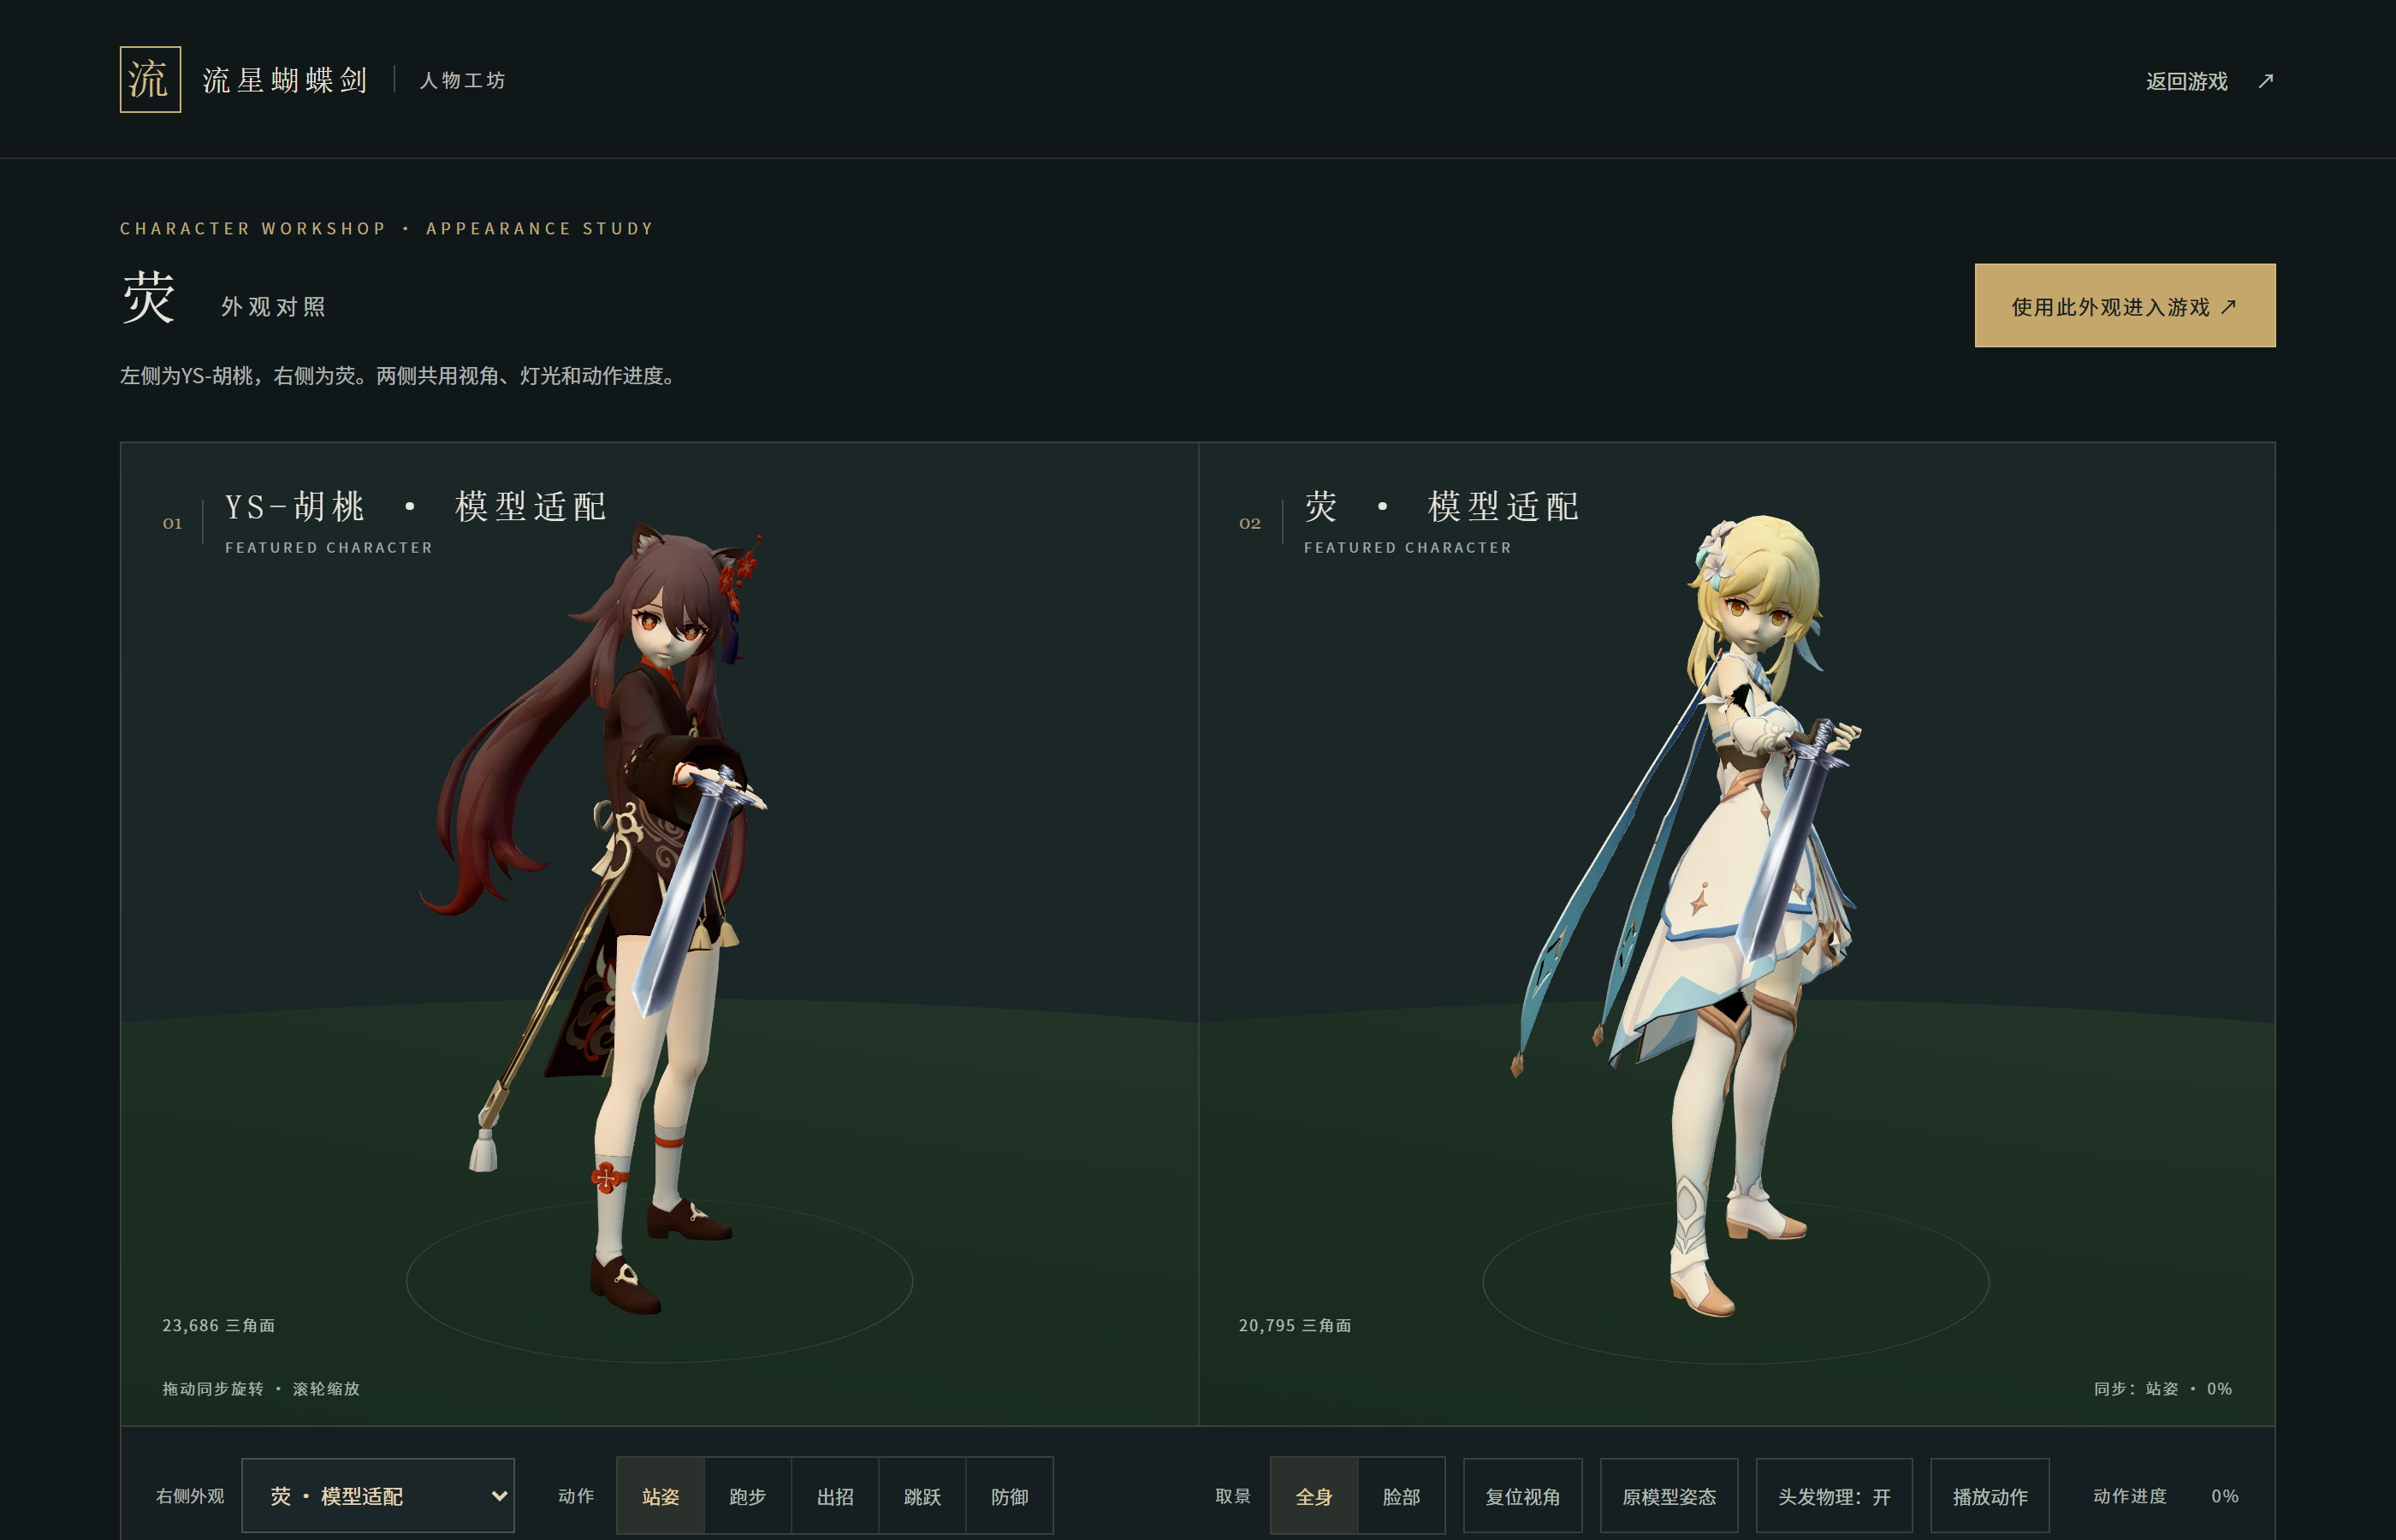 流 流星蝴蝶剑 人物工坊 返回游戏 ↗
CHARACTER WORKSHOP · APPEARANCE STUDY
荧 外观对照
使用此外观进入游戏 ↗
左侧为YS-胡桃，右侧为荧。两侧共用视角、灯光和动作进度。
01 YS-胡桃 · 模型适配
FEATURED CHARACTER
23,686 三角面
拖动同步旋转 · 滚轮缩放
02 荧 · 模型适配
FEATURED CHARACTER
20,795 三角面
同步：站姿 · 0%
右侧外观 荧 · 模型适配 动作 站姿 跑步 出招 跳跃 防御 取景 全身 脸部 复位视角 原模型姿态 头发物理：开 播放动作 动作进度 0%